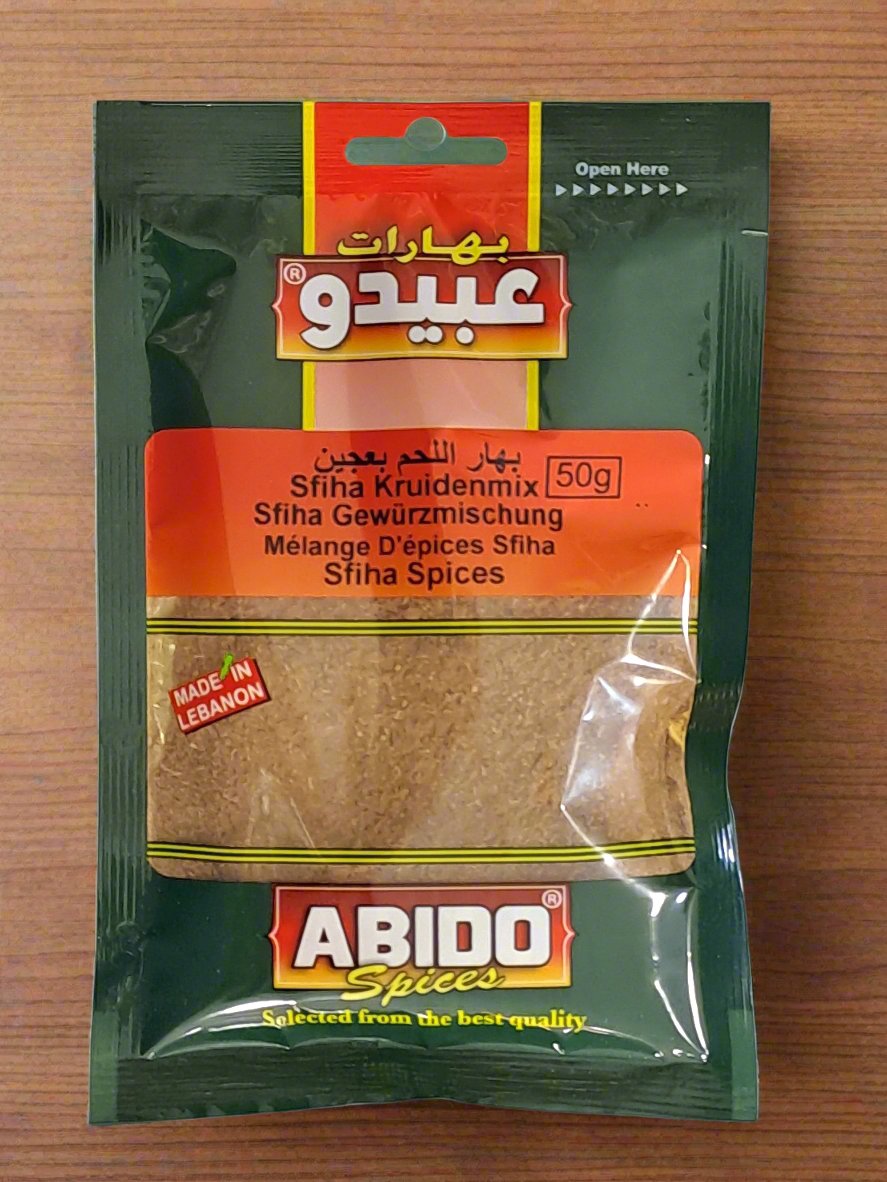 Open Here
بهارات
عبيدو®
بهار اللحم بعجين
Sfiha Kruidenmix 50g
Sfiha Gewürzmischung
Mélange D'épices Sfiha
Sfiha Spices
MADE IN
LEBANON
ABIDO®
Spices
Selected from the best quality